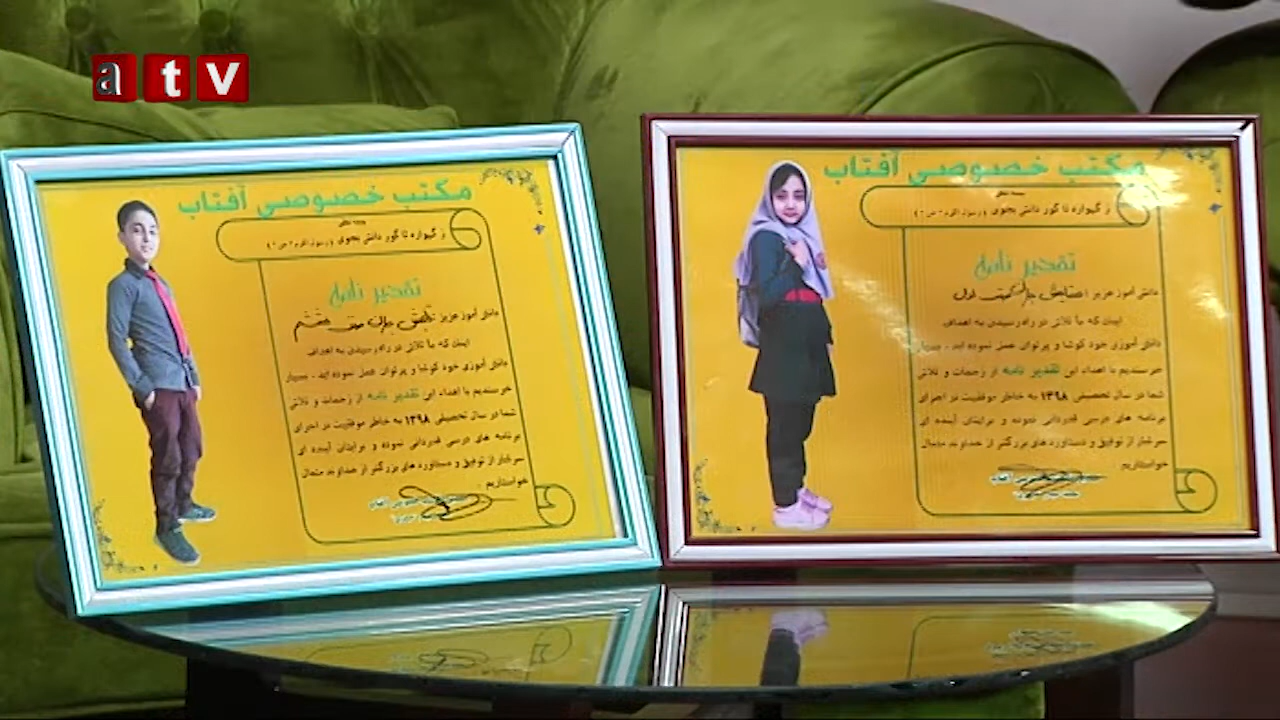 atv
مکتب خصوصی آفتاب
ز گهواره تا گور دانش بجوی (رسول اکرم "ص")
تقدیر نامه
دانش آموز عزیز
اینک که با تلاش در راه رسیدن به اهداف
دانش آموزی خود کوشا و پرتوان عمل نموده اید ، بسیار
خرسندیم با اهداء این تقدیر نامه از زحمات و تلاش
شما در سال تحصیلی ۱۳۹۸ به خاطر موفقیت در اجرای
برنامه های درسی قدردانی نموده و برایتان آینده ای
سرشار از توفیق و دستاورد های بزرگتر از خداوند متعال
خواستاریم .
مکتب خصوصی آفتاب
ز گهواره تا گور دانش بجوی (رسول اکرم "ص")
تقدیر نامه
دانش آموز عزیز
اینک که با تلاش در راه رسیدن به اهداف
دانش آموزی خود کوشا و پرتوان عمل نموده اید ، بسیار
خرسندیم با اهداء این تقدیر نامه از زحمات و تلاش
شما در سال تحصیلی ۱۳۹۸ به خاطر موفقیت در اجرای
برنامه های درسی قدردانی نموده و برایتان آینده ای
سرشار از توفیق و دستاورد های بزرگتر از خداوند متعال
خواستاریم